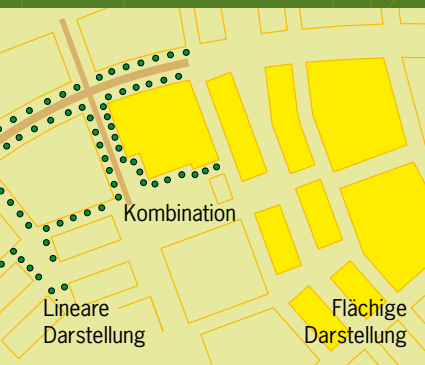 Kombination
Lineare
Darstellung
Flächige
Darstellung